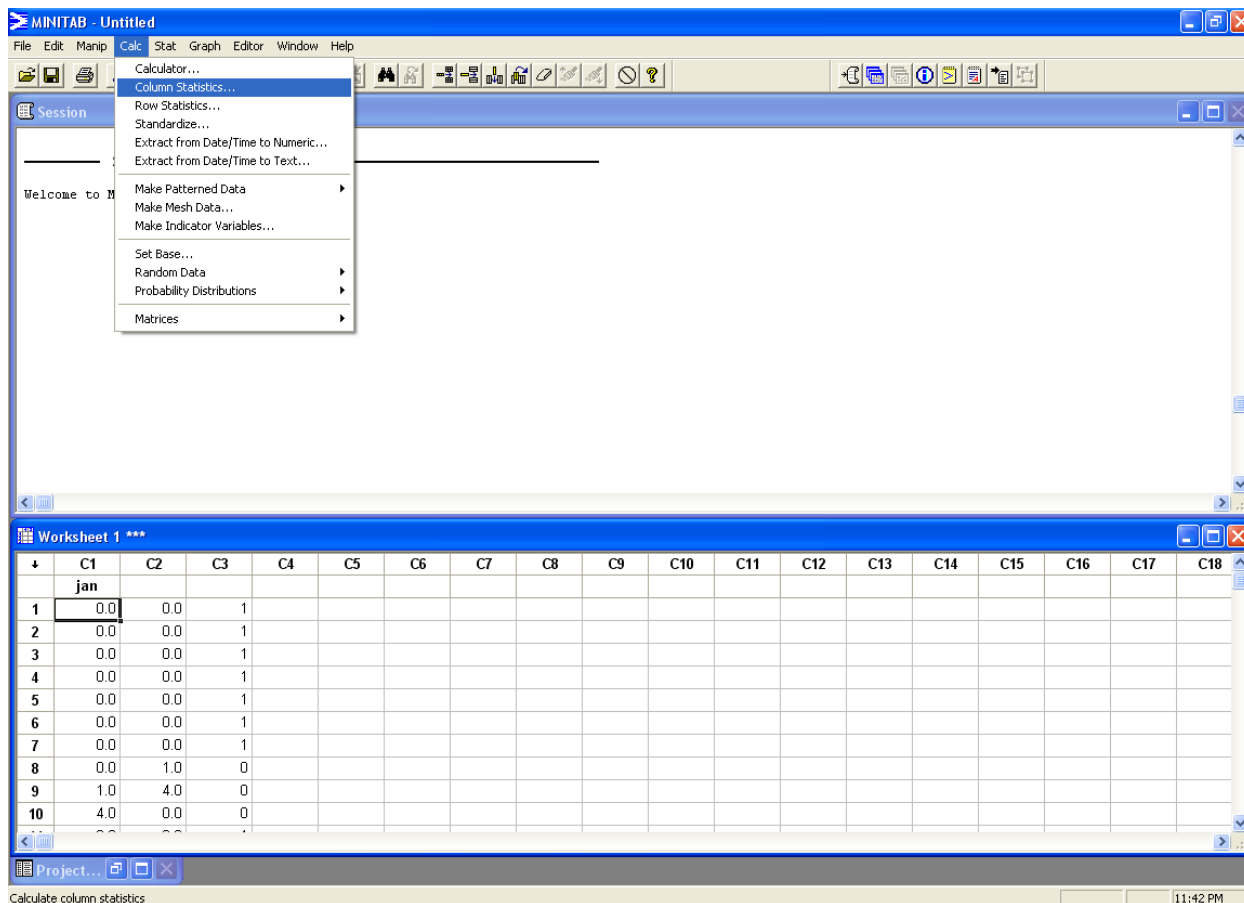 MINITAB - Untitled
File Edit Manip Calc Stat Graph Editor Window Help
Calculator...
Column Statistics...
Row Statistics...
Standardize...
Extract from Date/Time to Numeric...
Extract from Date/Time to Text...
Make Patterned Data
Make Mesh Data...
Make Indicator Variables...
Set Base...
Random Data
Probability Distributions
Matrices
Session
Welcome to M
Worksheet 1 ***
C1 C2 C3 C4 C5 C6 C7 C8 C9 C10 C11 C12 C13 C14 C15 C16 C17 C18
jan
1 0.0 0.0 1
2 0.0 0.0 1
3 0.0 0.0 1
4 0.0 0.0 1
5 0.0 0.0 1
6 0.0 0.0 1
7 0.0 0.0 1
8 0.0 1.0 0
9 1.0 4.0 0
10 4.0 0.0 0
Project...
Calculate column statistics
11:42 PM